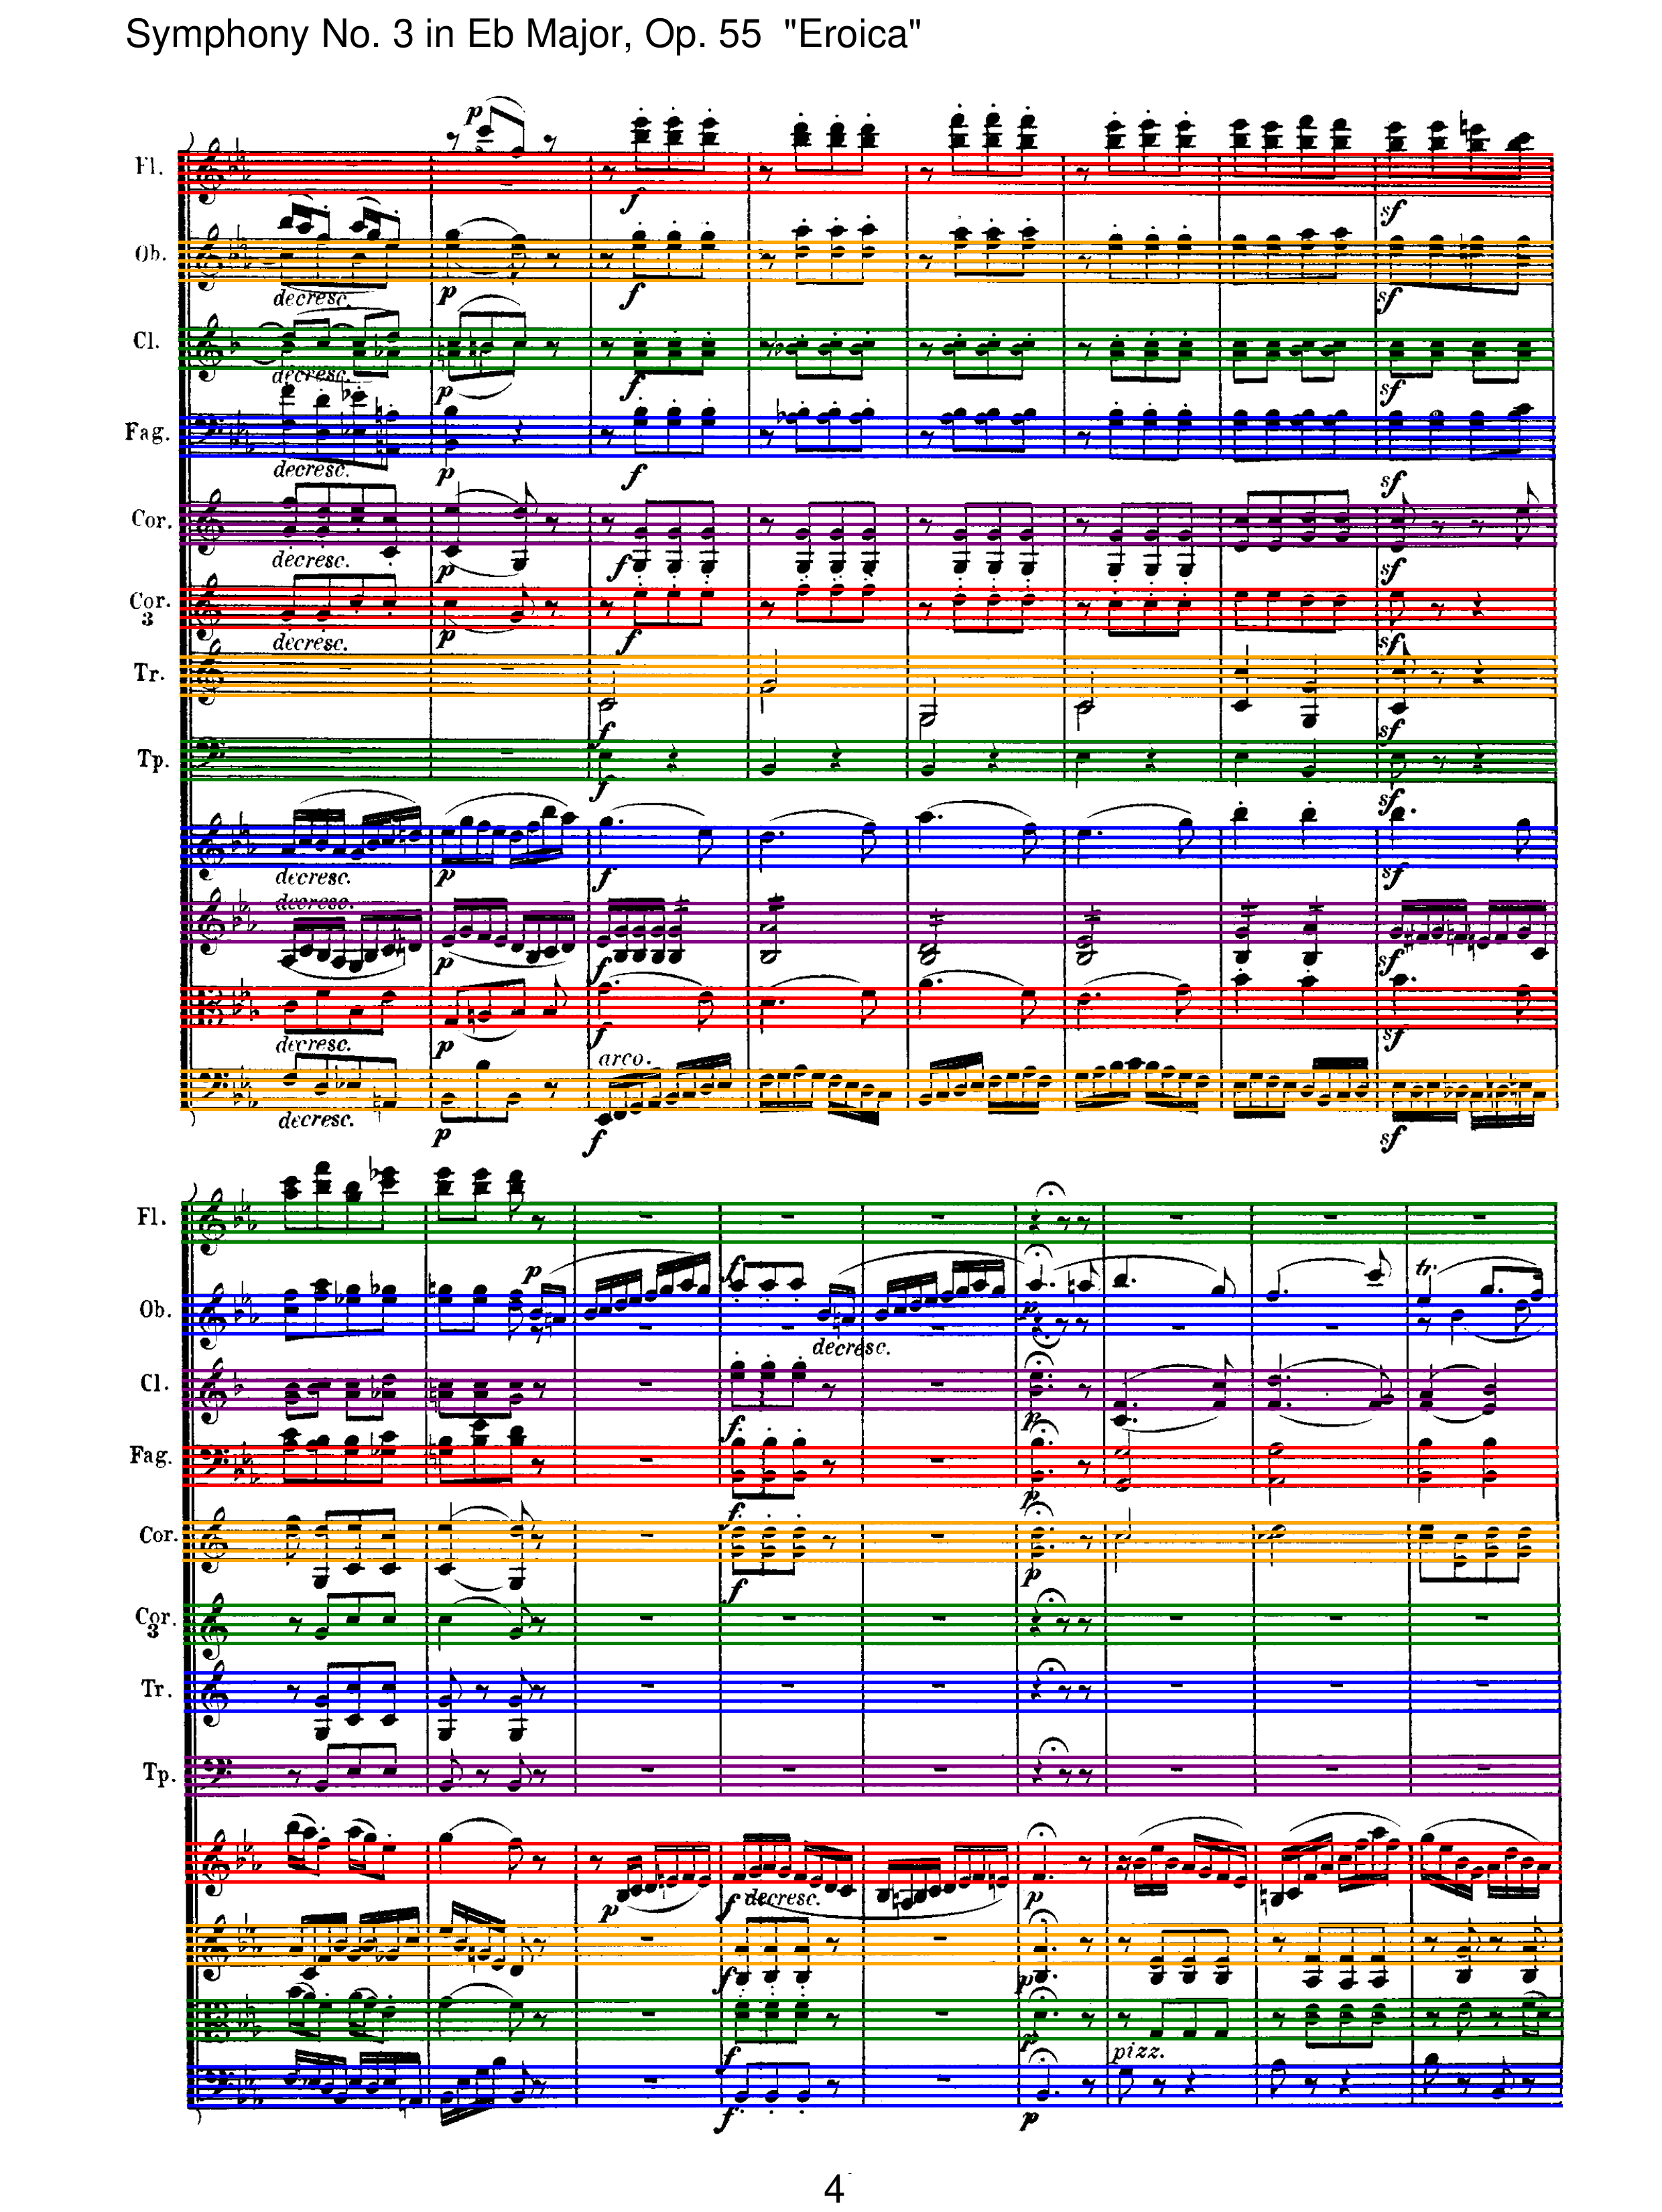 Symphony No. 3 in Eb Major, Op. 55 "Eroica"
p
Fl.
f
sf
Ob.
decresc.
p
f
sf
Cl.
decresc.
p
f
sf
Fag.
decresc.
p
f
sf
Cor.
decresc.
p
f
sf
Cor.
3
decresc.
p
f
sf
Tr.
f
sf
Tp.
f
sf
decresc.
p
f
sf
decresc.
p
f
sf
decresc.
p
f
sf
arco.
decresc.
p
f
sf
Fl.
p
f
tr.
Ob.
p
decresc.
Cl.
f
p
Fag.
f
p
Cor.
f
p
Cor.
3
Tr.
Tp.
p
f
decresc.
p
f
p
f
p
pizz.
f
p
4